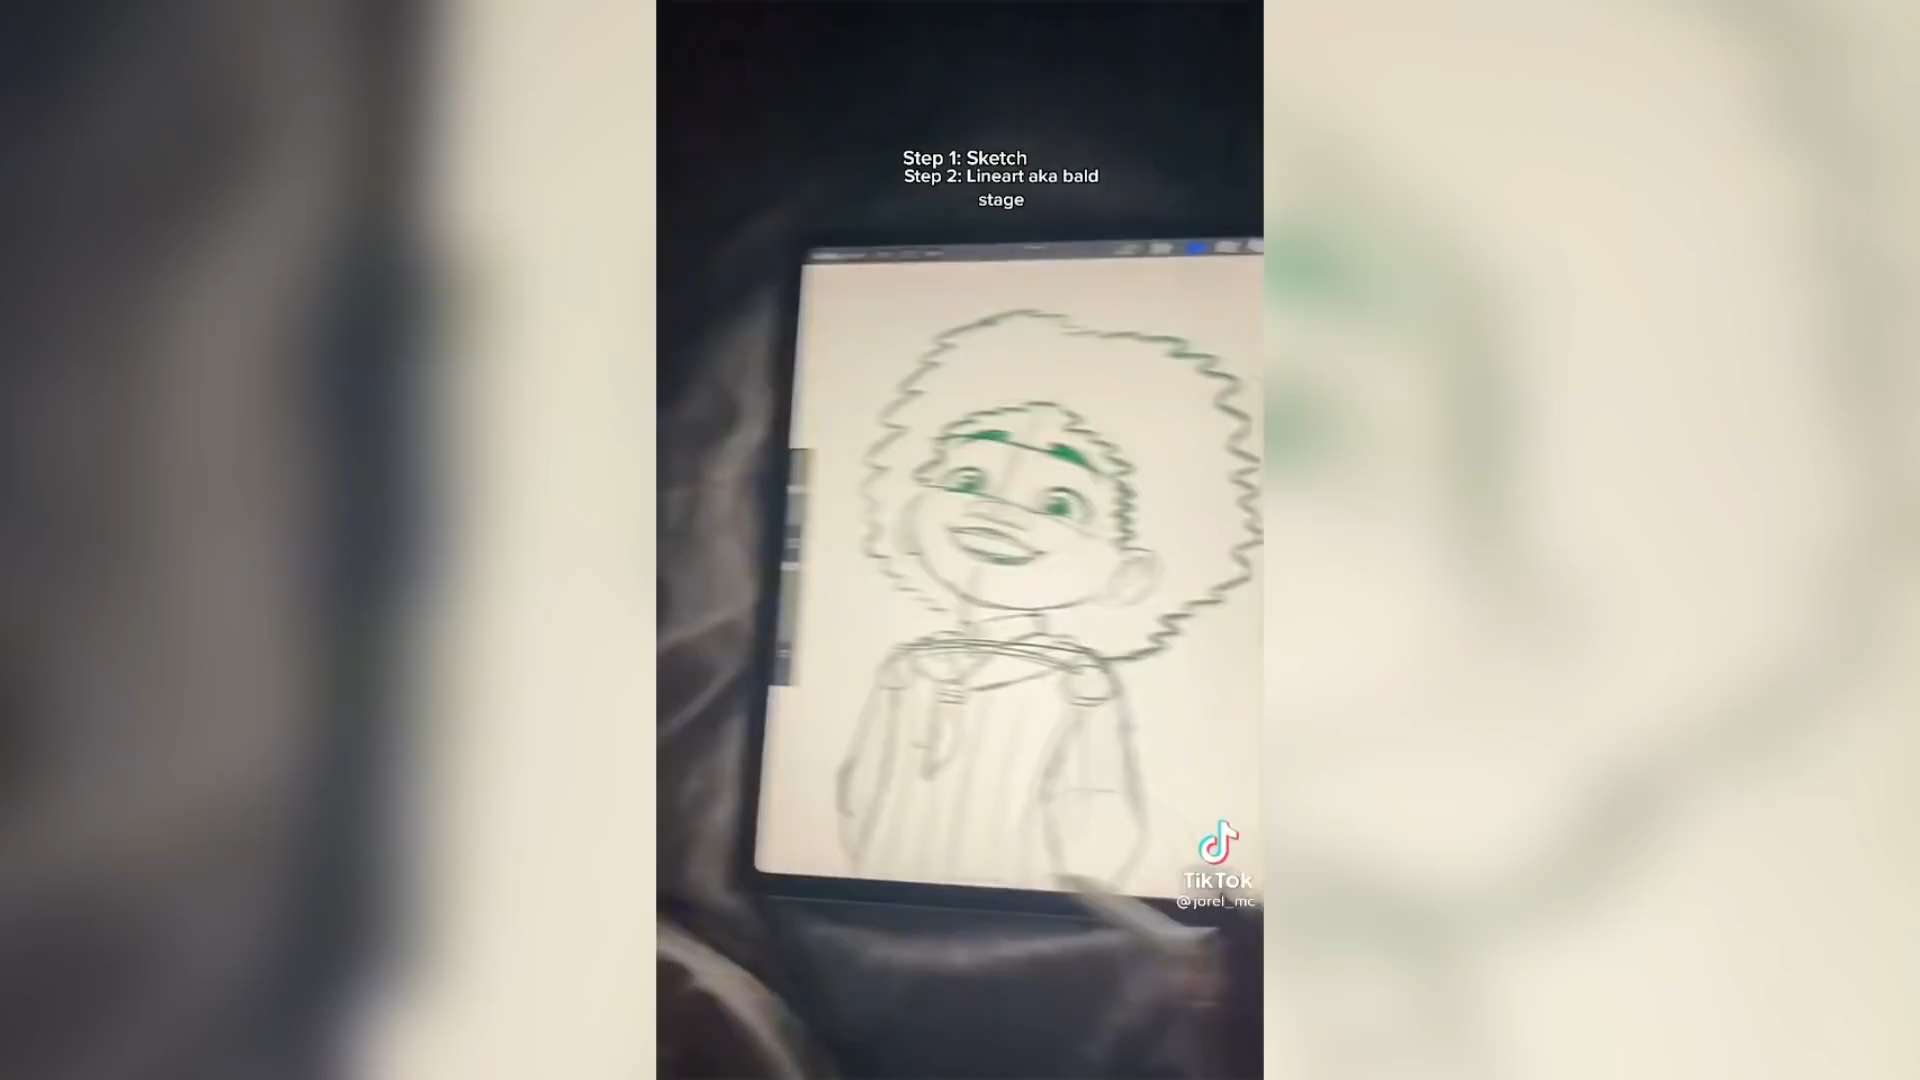 Step 1: Sketch
Step 2: Lineart aka bald
stage
TikTok
@jorel_mc